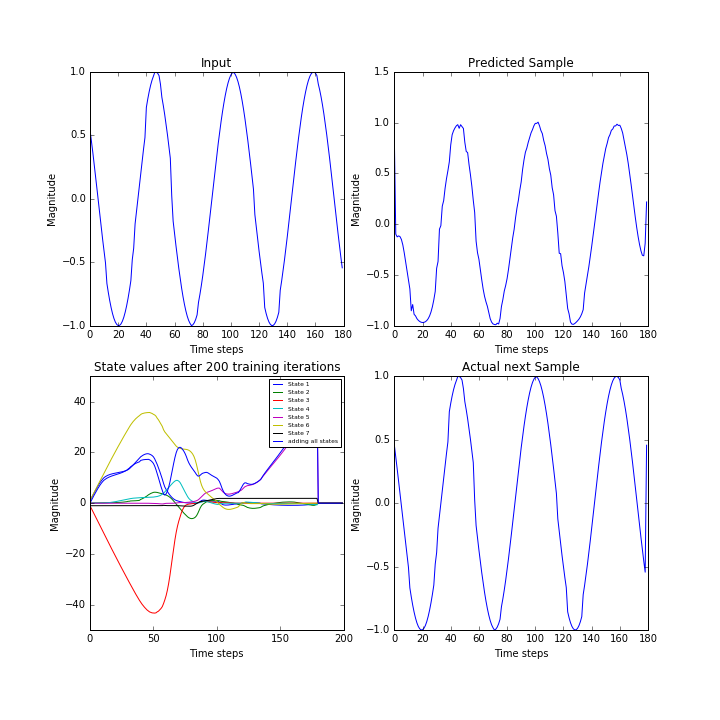 Input
Magnitude
1.0
0.5
0.0
−0.5
−1.0
0 20 40 60 80 100 120 140 160 180
Time steps
Predicted Sample
Magnitude
1.5
1.0
0.5
0.0
−0.5
−1.0
0 20 40 60 80 100 120 140 160 180
Time steps
State values after 200 training iterations
Magnitude
40
20
0
−20
−40
0 50 100 150 200
Time steps
State 1
State 2
State 3
State 4
State 5
State 6
State 7
adding all states
Actual next Sample
Magnitude
1.0
0.5
0.0
−0.5
−1.0
0 20 40 60 80 100 120 140 160 180
Time steps